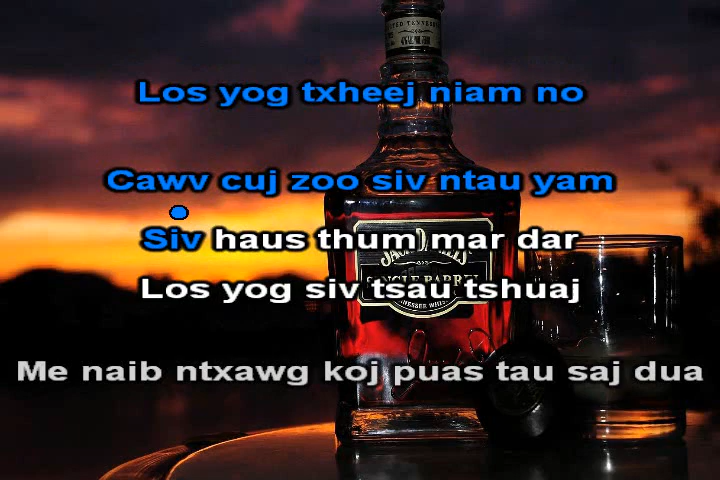 Los yog txheej niam no
Cawv cuj zoo siv ntau yam
Siv haus thum mar dar
Los yog siv tsau tshuaj
Me naib ntxawg koj puas tau saj dua